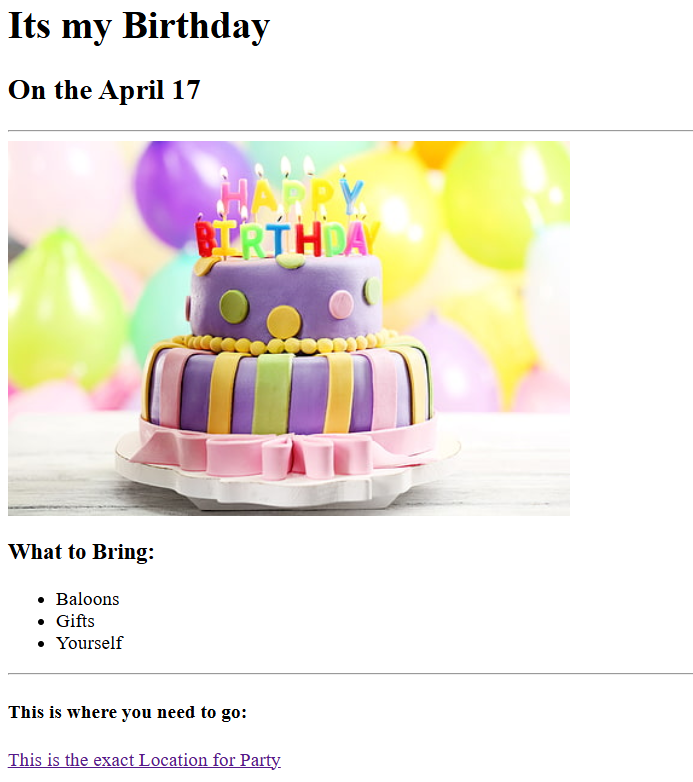 Its my Birthday
On the April 17
HAPPY
BIRTHDAY
What to Bring:
Baloons
Gifts
Yourself
This is where you need to go:
This is the exact Location for Party